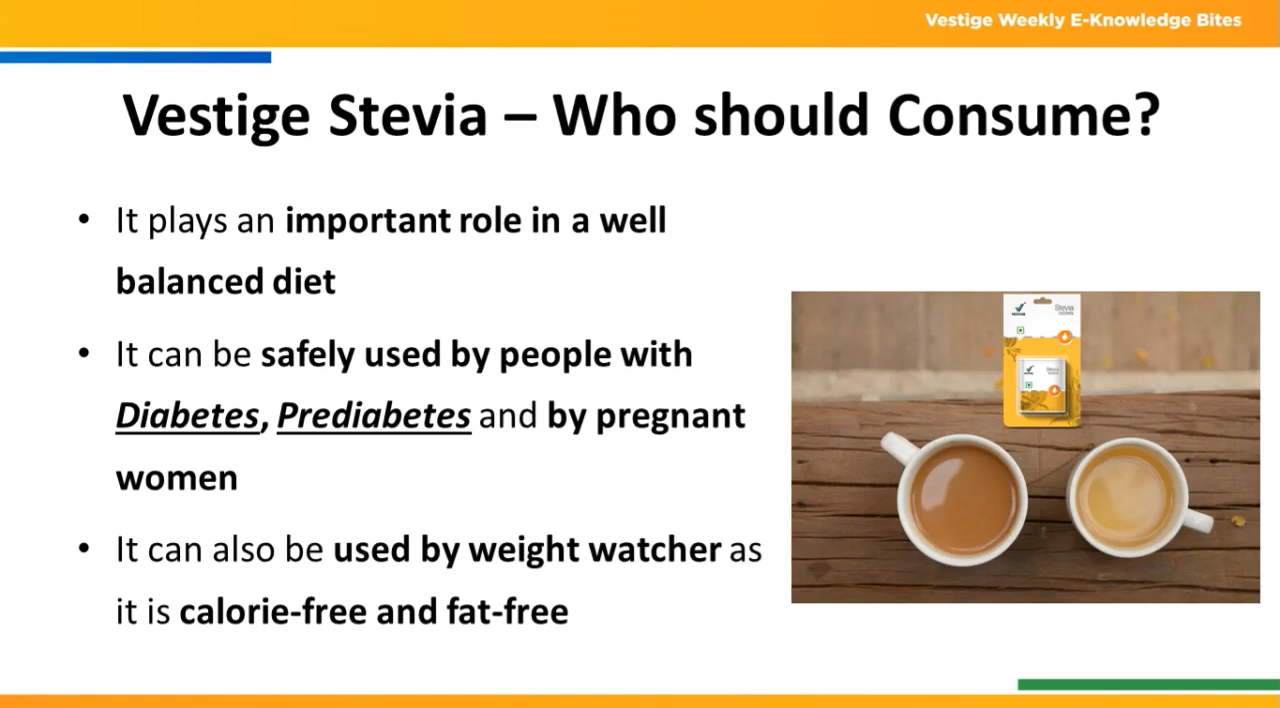 Vestige Weekly E-Knowledge Bites
Vestige Stevia – Who should Consume?
• It plays an important role in a well
balanced diet
• It can be safely used by people with
Diabetes, Prediabetes and by pregnant
women
• It can also be used by weight watcher as
it is calorie-free and fat-free
Stevia
Stevia